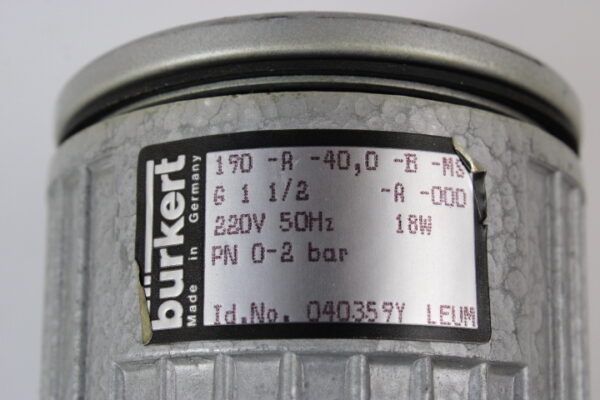 burkert
Made in Germany
190 -A -40,0 -B -MS
G 1 1/2 -A -000
220V 50Hz 18W
PN 0-2 bar
Id.No. 040359Y LEUM